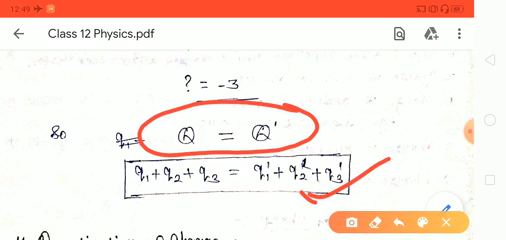 12:49
Class 12 Physics.pdf
? = -3
So Q = Q'
q₁ + q₂ + q₃ = q₁' + q₂' + q₃'